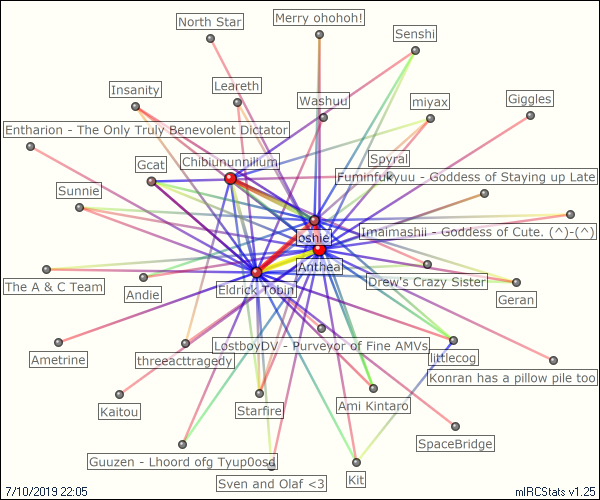 North Star
Merry ohohoh!
Senshi
Insanity
Leareth
Washuu
miyax
Giggles
Entharion - The Only Truly Benevolent Dictator
Gcat
Chibiununnilium
Spyral
Fuminfukyuu - Goddess of Staying up Late
Sunnie
Imaimashii - Goddess of Cute. (^)-(^)
oshie
Antheal
The A & C Team
Andie
Eldrick Tobin
Drew's Crazy Sister
Geran
Ametrine
threeacttragedy
LostboyDV - Purveyor of Fine AMVs
littlecog
Konran has a pillow pile too
Kaitou
Starfire
Ami Kintaro
SpaceBridge
Guuzen - Lhoord ofg Tyup0osd
Sven and Olaf <3
Kit
7/10/2019 22:05
mIRCStats v1.25